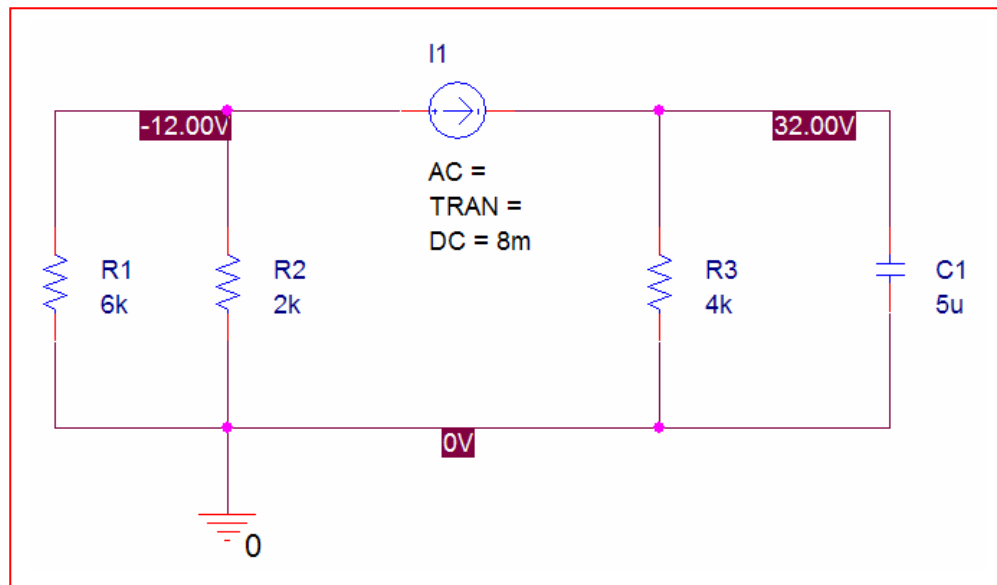 I1
-12.00V
32.00V
AC =
TRAN =
DC = 8m
R1
6k
R2
2k
R3
4k
C1
5u
0V
0